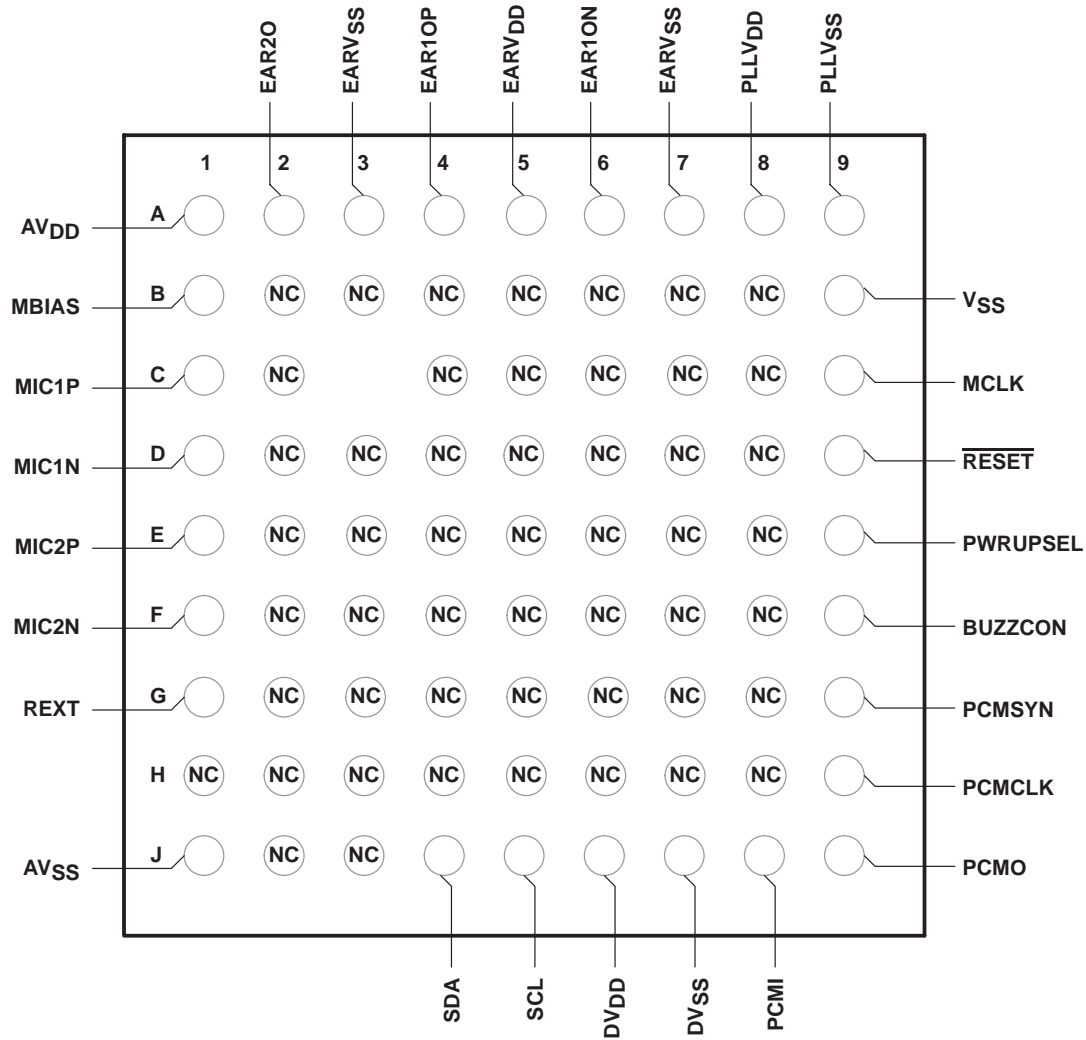 EAR2O EARVSS EAR1OP EARVDD EAR1ON EARVSS PLLVDD PLLVSS
1 2 3 4 5 6 7 8 9
AVDD A
MBIAS B NC NC NC NC NC NC NC VSS
MIC1P C NC NC NC NC NC NC MCLK
MIC1N D NC NC NC NC NC NC NC RESET
MIC2P E NC NC NC NC NC NC NC PWRUPSEL
MIC2N F NC NC NC NC NC NC NC BUZZCON
REXT G NC NC NC NC NC NC NC PCMSYN
H NC NC NC NC NC NC NC NC PCMCLK
AVSS J NC NC PCMO
SDA SCL DVDD DVSS PCMI